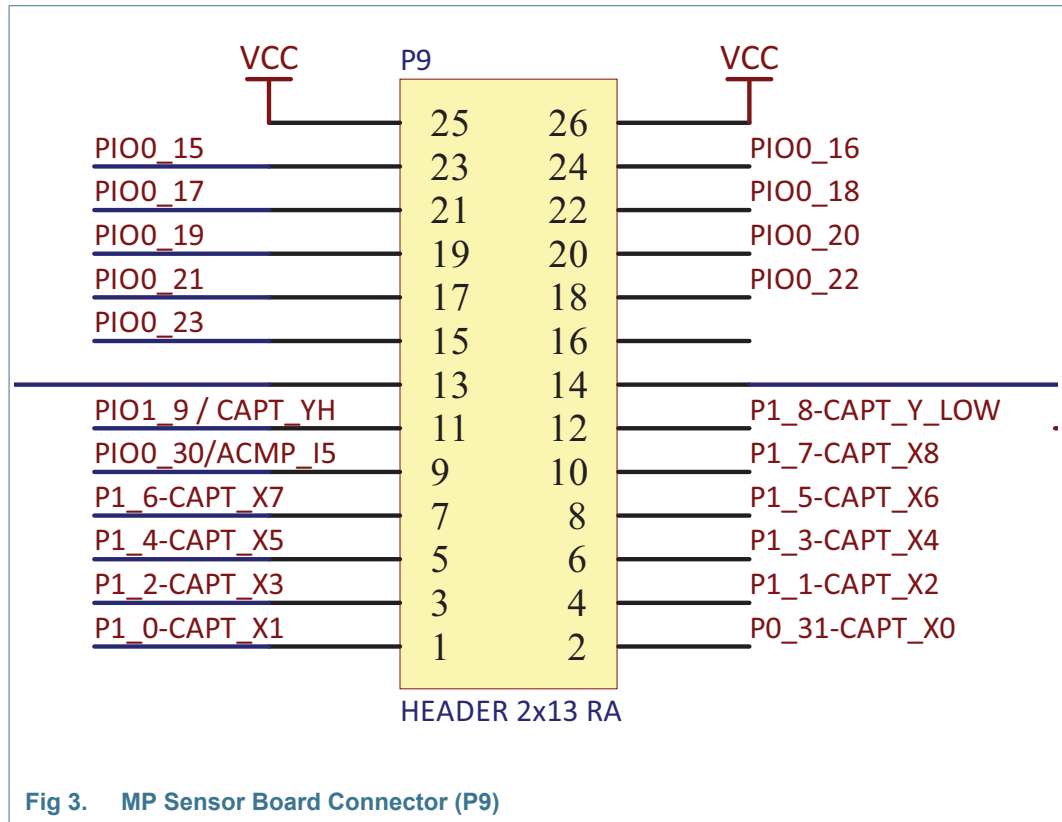 VCC P9 VCC
25 26
PIO0_15 23 24 PIO0_16
PIO0_17 21 22 PIO0_18
PIO0_19 19 20 PIO0_20
PIO0_21 17 18 PIO0_22
PIO0_23 15 16
13 14
PIO1_9 / CAPT_YH 11 12 P1_8-CAPT_Y_LOW
PIO0_30/ACMP_I5 9 10 P1_7-CAPT_X8
P1_6-CAPT_X7 7 8 P1_5-CAPT_X6
P1_4-CAPT_X5 5 6 P1_3-CAPT_X4
P1_2-CAPT_X3 3 4 P1_1-CAPT_X2
P1_0-CAPT_X1 1 2 P0_31-CAPT_X0
HEADER 2x13 RA
Fig 3. MP Sensor Board Connector (P9)